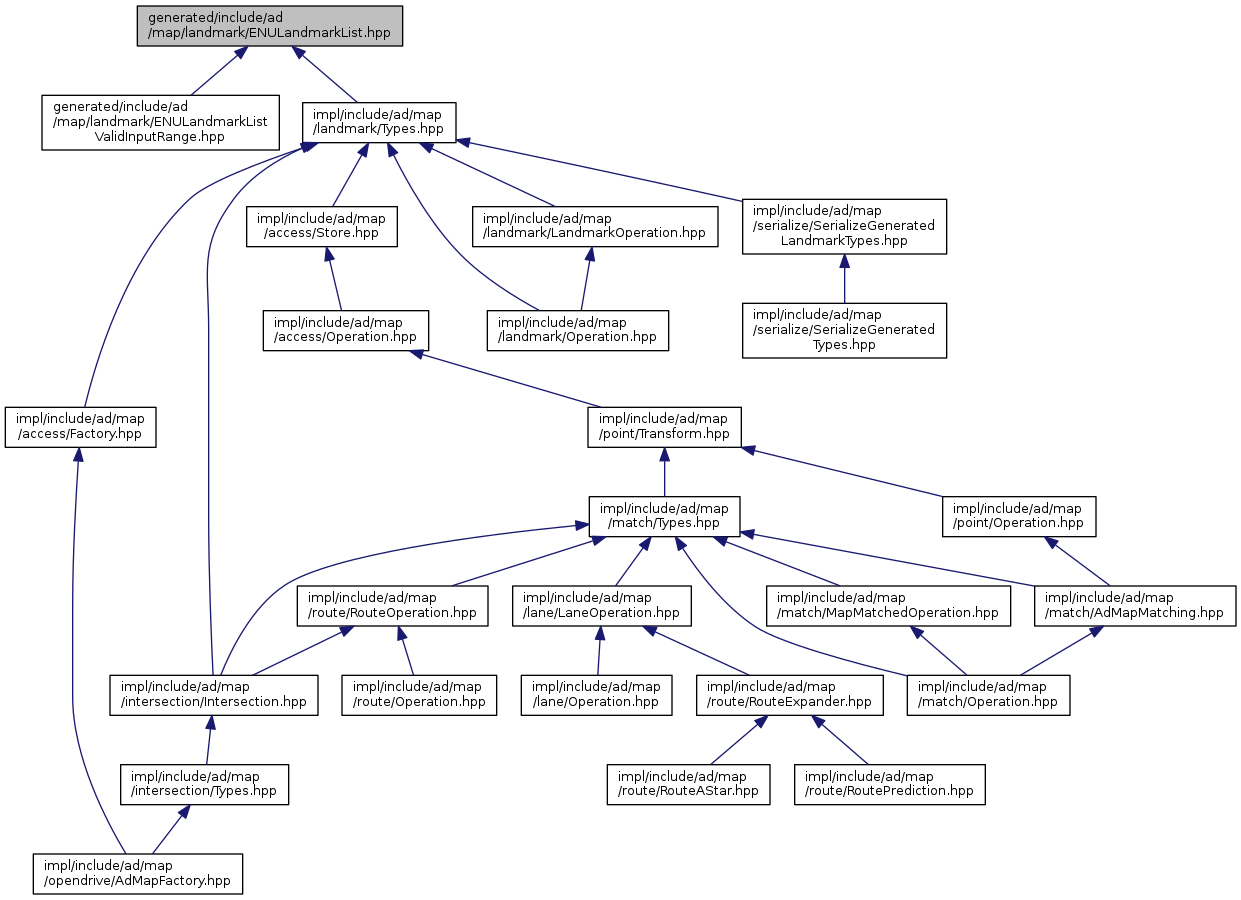 generated/include/ad
/map/landmark/ENULandmarkList.hpp
generated/include/ad
/map/landmark/ENULandmarkList
ValidInputRange.hpp
impl/include/ad/map
/landmark/Types.hpp
impl/include/ad/map
/access/Store.hpp
impl/include/ad/map
/landmark/LandmarkOperation.hpp
impl/include/ad/map
/serialize/SerializeGenerated
LandmarkTypes.hpp
impl/include/ad/map
/access/Operation.hpp
impl/include/ad/map
/landmark/Operation.hpp
impl/include/ad/map
/serialize/SerializeGenerated
Types.hpp
impl/include/ad/map
/access/Factory.hpp
impl/include/ad/map
/point/Transform.hpp
impl/include/ad/map
/match/Types.hpp
impl/include/ad/map
/point/Operation.hpp
impl/include/ad/map
/route/RouteOperation.hpp
impl/include/ad/map
/lane/LaneOperation.hpp
impl/include/ad/map
/match/MapMatchedOperation.hpp
impl/include/ad/map
/match/AdMapMatching.hpp
impl/include/ad/map
/intersection/Intersection.hpp
impl/include/ad/map
/route/Operation.hpp
impl/include/ad/map
/lane/Operation.hpp
impl/include/ad/map
/route/RouteExpander.hpp
impl/include/ad/map
/match/Operation.hpp
impl/include/ad/map
/intersection/Types.hpp
impl/include/ad/map
/route/RouteAStar.hpp
impl/include/ad/map
/route/RoutePrediction.hpp
impl/include/ad/map
/opendrive/AdMapFactory.hpp